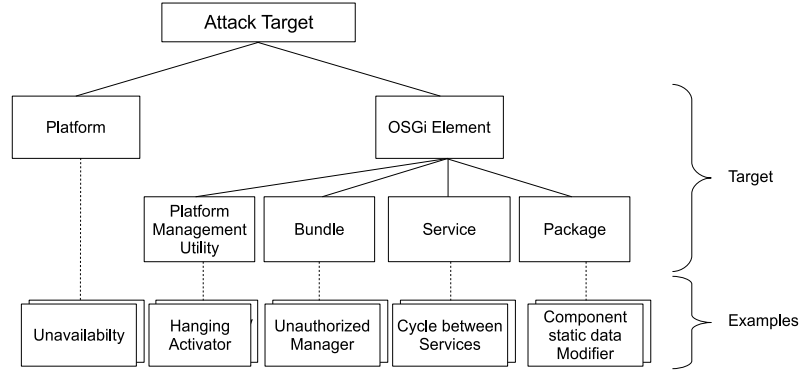 Attack Target
Platform
OSGi Element
Target
Platform
Management
Utility
Bundle
Service
Package
Unavailabilty
Hanging
Activator
Unauthorized
Manager
Cycle between
Services
Component
static data
Modifier
Examples